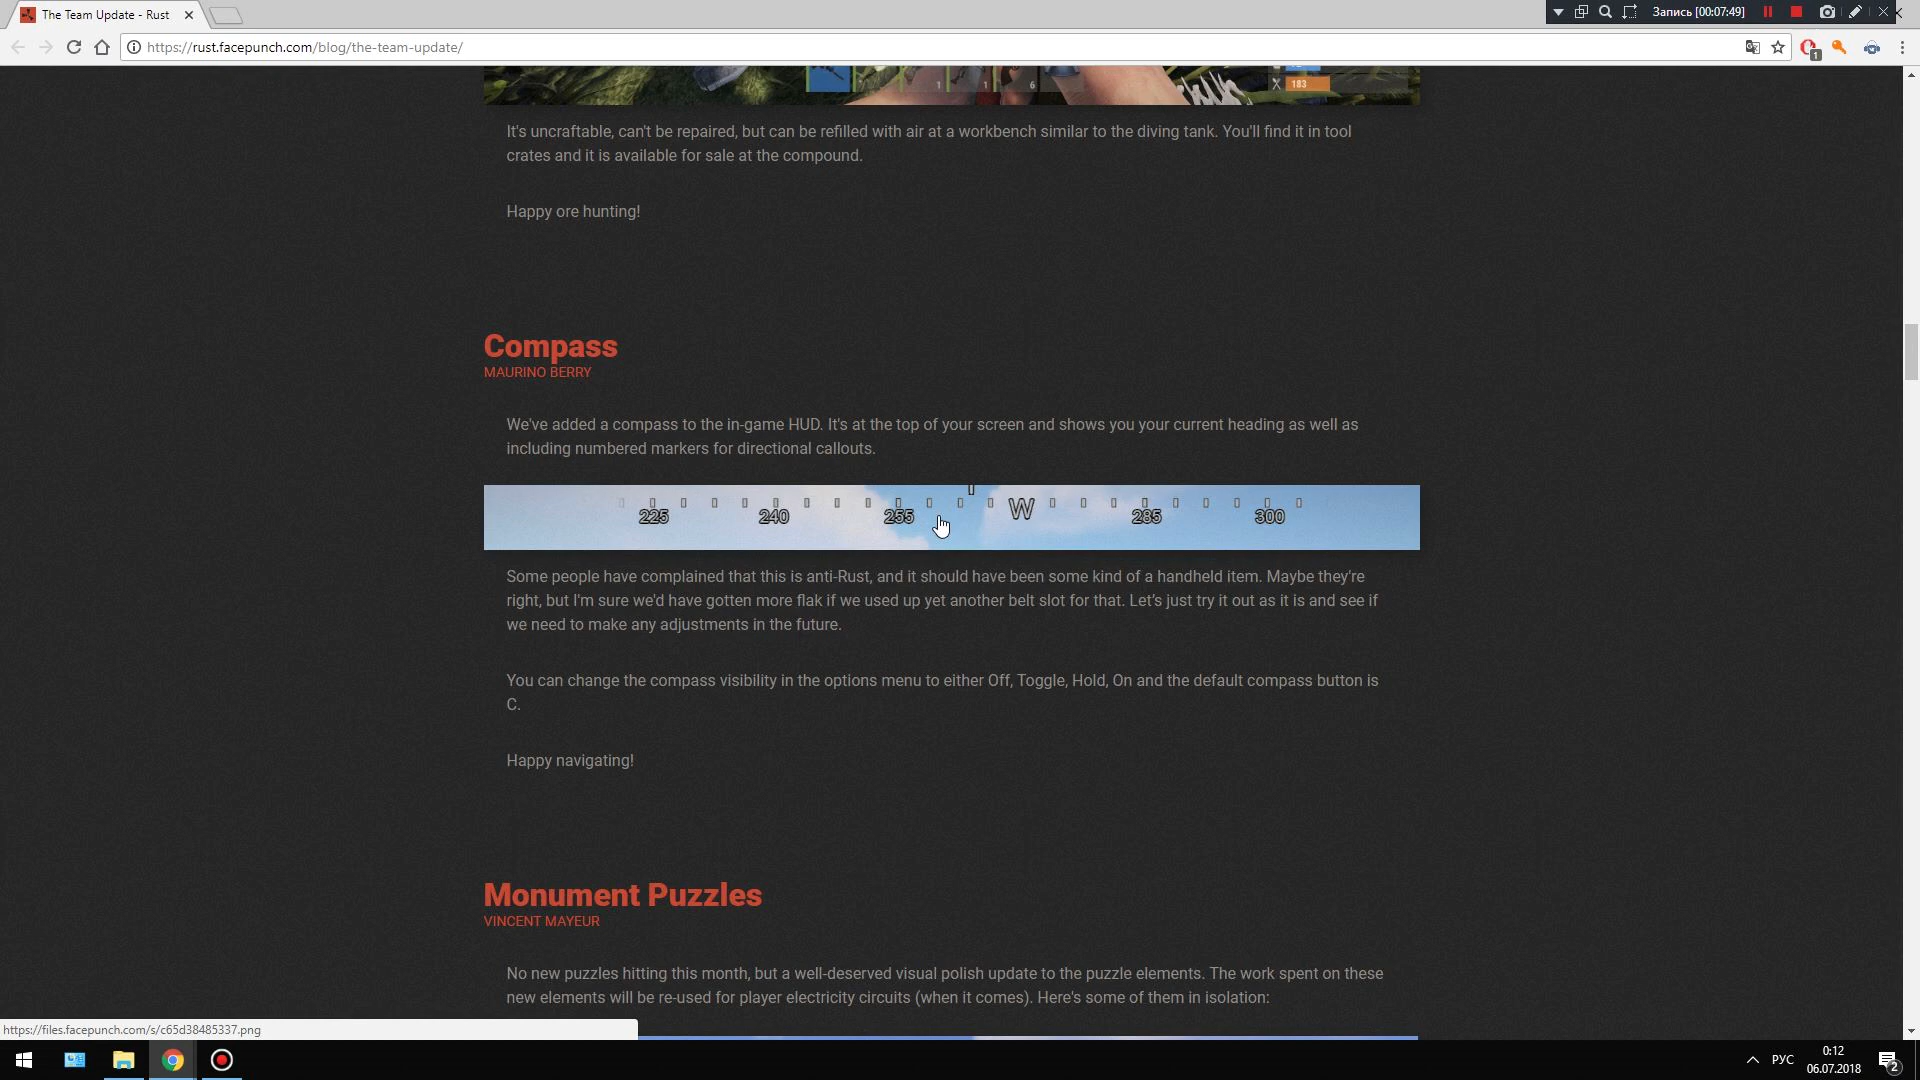 The Team Update - Rust
Запись [00:07:49]
https://rust.facepunch.com/blog/the-team-update/
1
1 1 6
183
It's uncraftable, can't be repaired, but can be refilled with air at a workbench similar to the diving tank. You'll find it in tool
crates and it is available for sale at the compound.
Happy ore hunting!
Compass
MAURINO BERRY
We've added a compass to the in-game HUD. It's at the top of your screen and shows you your current heading as well as
including numbered markers for directional callouts.
225 240 255 W 285 300
Some people have complained that this is anti-Rust, and it should have been some kind of a handheld item. Maybe they're
right, but I'm sure we'd have gotten more flak if we used up yet another belt slot for that. Let's just try it out as it is and see if
we need to make any adjustments in the future.
You can change the compass visibility in the options menu to either Off, Toggle, Hold, On and the default compass button is
C.
Happy navigating!
Monument Puzzles
VINCENT MAYEUR
No new puzzles hitting this month, but a well-deserved visual polish update to the puzzle elements. The work spent on these
new elements will be re-used for player electricity circuits (when it comes). Here's some of them in isolation:
https://files.facepunch.com/s/c65d38485337.png
РУС
0:12
06.07.2018
2